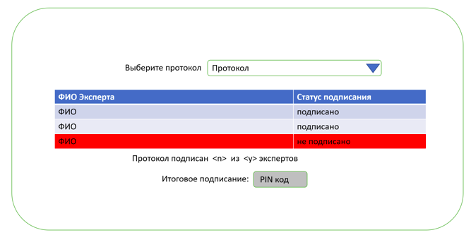 Выберите протокол Протокол
ФИО Эксперта Статус подписания
ФИО подписано
ФИО подписано
ФИО не подписано
Протокол подписан <n> из <y> экспертов
Итоговое подписание: PIN код